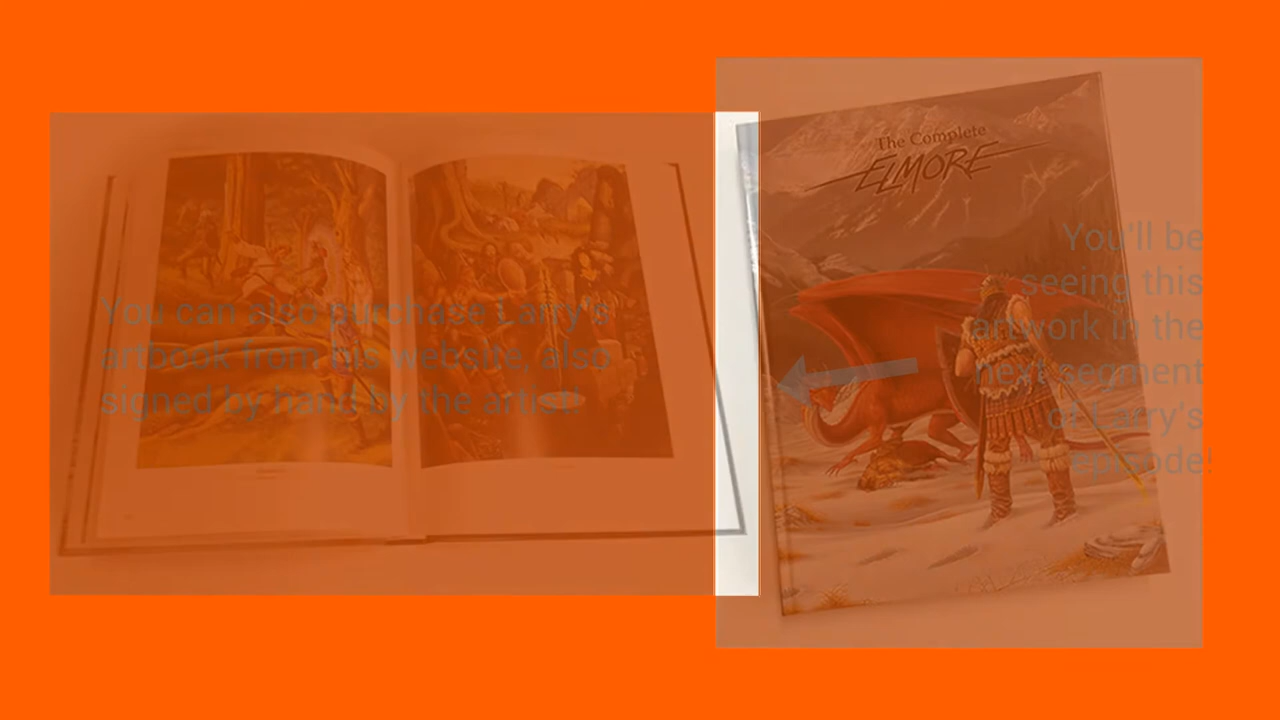 The Complete
ELMORE
You can also purchase Larry's
artbook from his website, also
signed by hand by the artist!
You'll be
seeing this
artwork in the
next segment
of Larry's
episode!